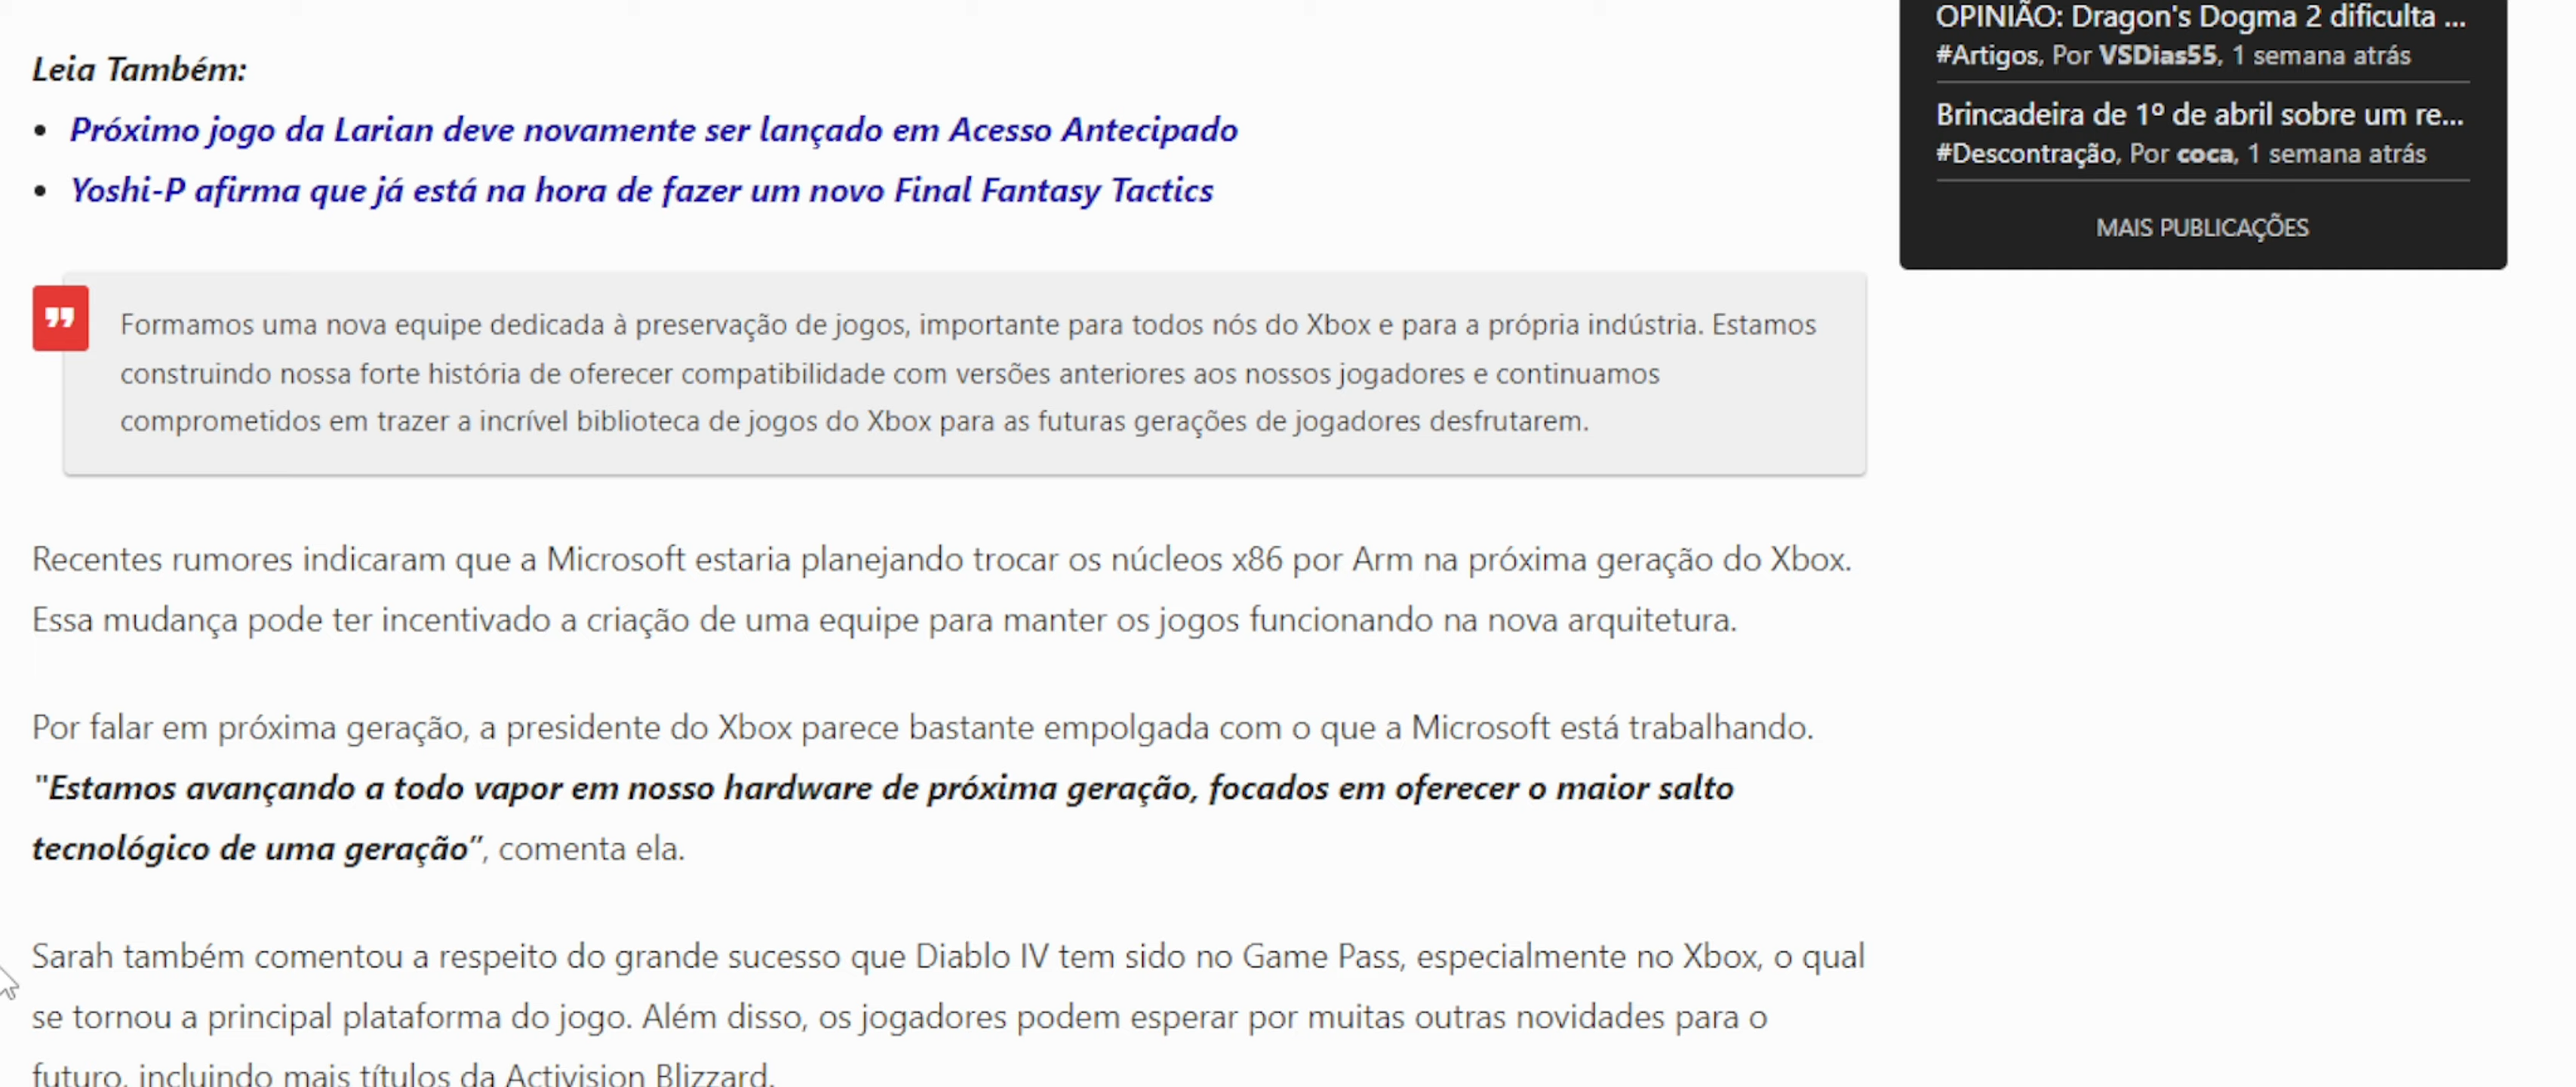 Leia Também:
• Próximo jogo da Larian deve novamente ser lançado em Acesso Antecipado
• Yoshi-P afirma que já está na hora de fazer um novo Final Fantasy Tactics
Formamos uma nova equipe dedicada à preservação de jogos, importante para todos nós do Xbox e para a própria indústria. Estamos
construindo nossa forte história de oferecer compatibilidade com versões anteriores aos nossos jogadores e continuamos
comprometidos em trazer a incrível biblioteca de jogos do Xbox para as futuras gerações de jogadores desfrutarem.
Recentes rumores indicaram que a Microsoft estaria planejando trocar os núcleos x86 por Arm na próxima geração do Xbox.
Essa mudança pode ter incentivado a criação de uma equipe para manter os jogos funcionando na nova arquitetura.
Por falar em próxima geração, a presidente do Xbox parece bastante empolgada com o que a Microsoft está trabalhando.
"Estamos avançando a todo vapor em nosso hardware de próxima geração, focados em oferecer o maior salto
tecnológico de uma geração”, comenta ela.
Sarah também comentou a respeito do grande sucesso que Diablo IV tem sido no Game Pass, especialmente no Xbox, o qual
se tornou a principal plataforma do jogo. Além disso, os jogadores podem esperar por muitas outras novidades para o
futuro, incluindo mais títulos da Activision Blizzard.
OPINIÃO: Dragon's Dogma 2 dificulta ...
#Artigos, Por VSDias55, 1 semana atrás
Brincadeira de 1º de abril sobre um re...
#Descontração, Por coca, 1 semana atrás
MAIS PUBLICAÇÕES